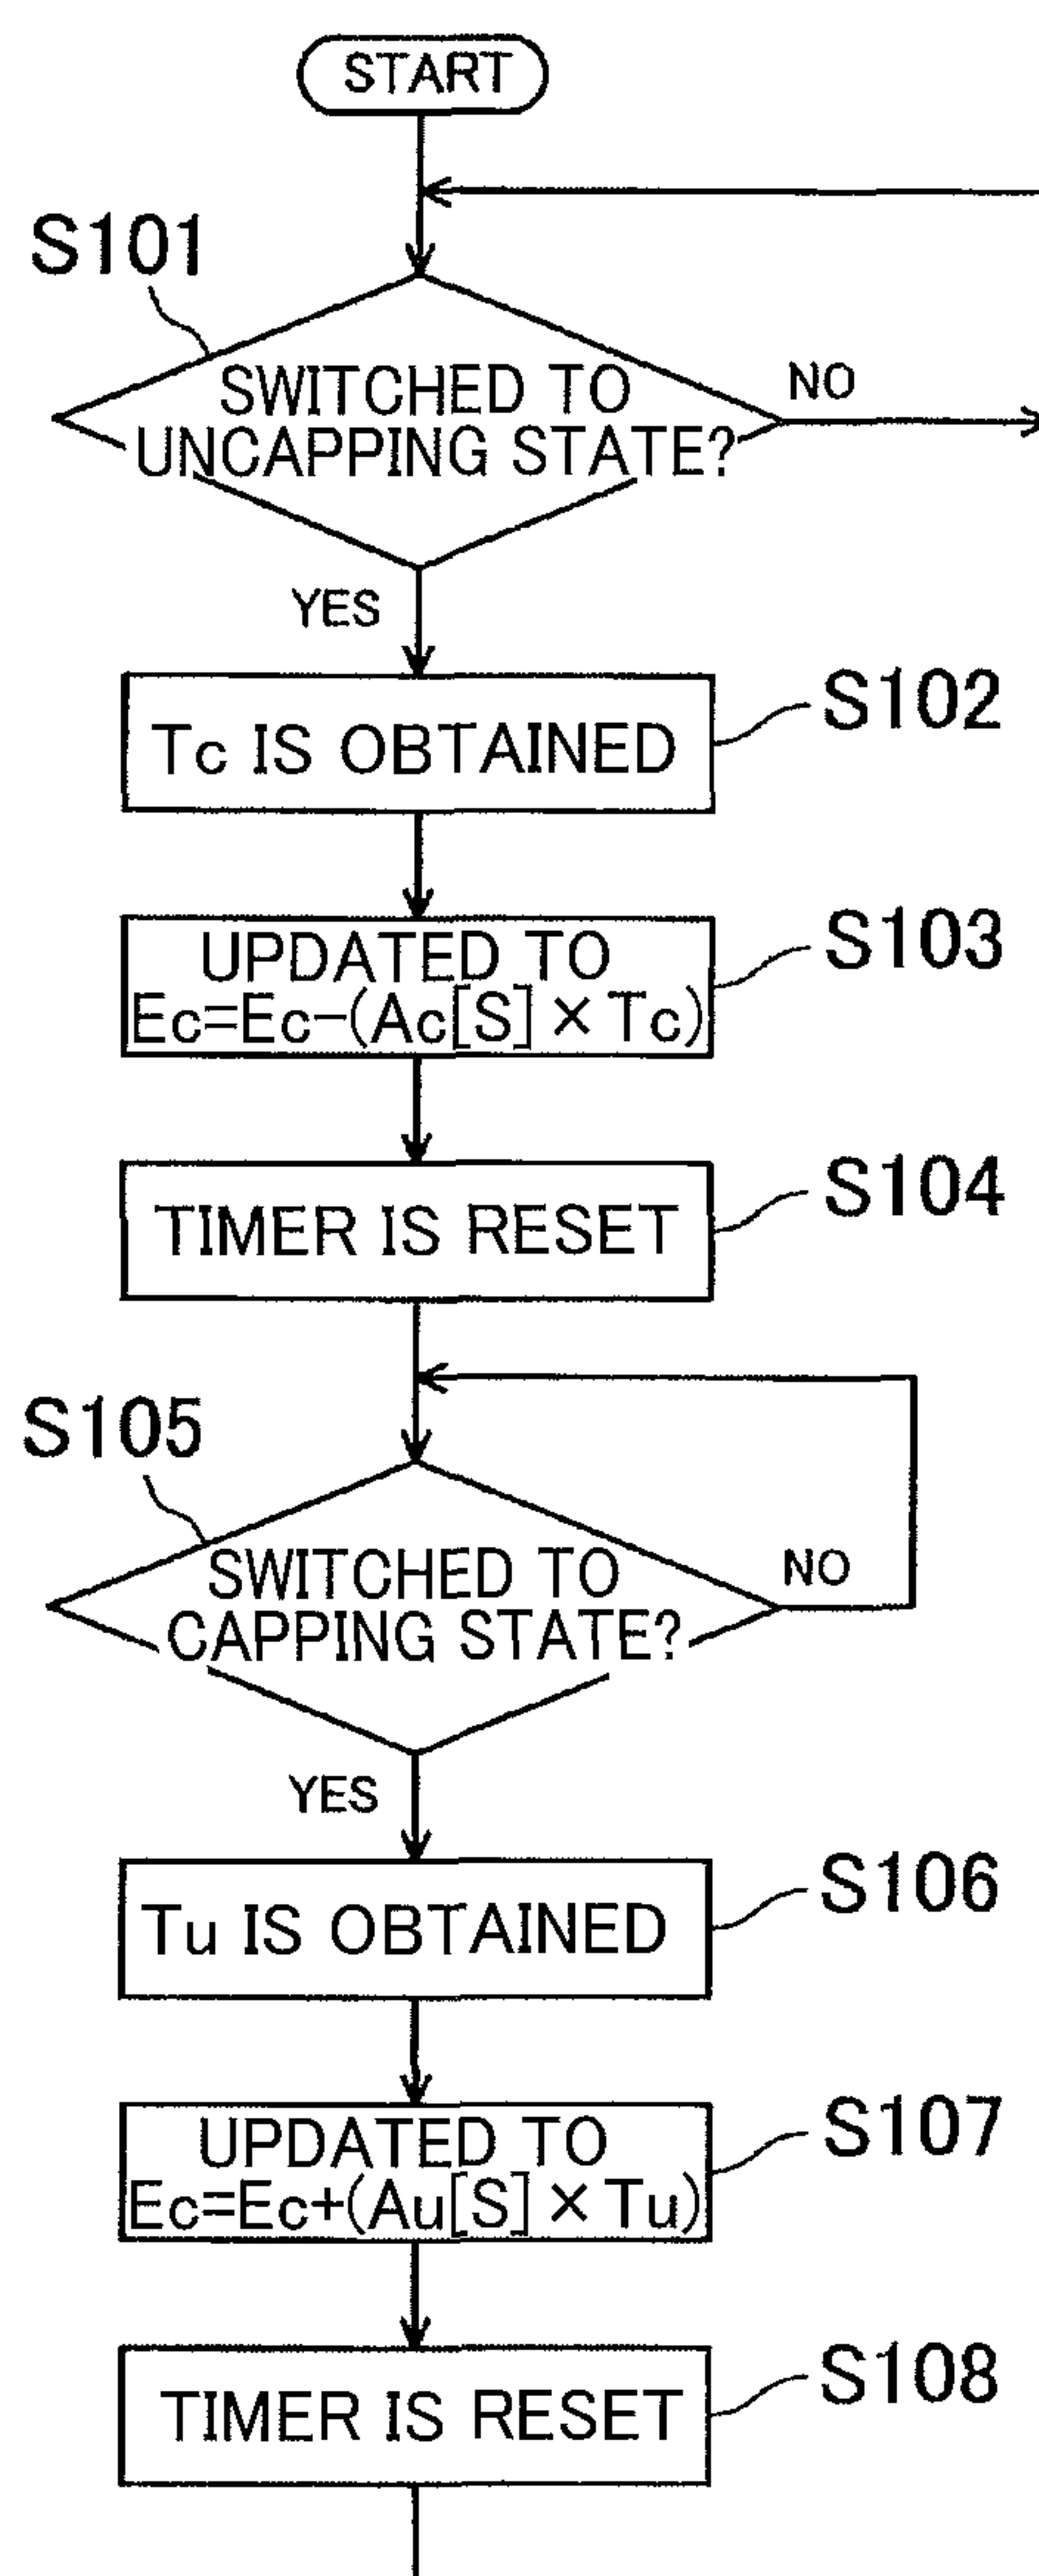 START
S101
SWITCHED TO
UNCAPPING STATE?
NO
YES
Tc IS OBTAINED
S102
UPDATED TO
Ec=Ec-(Ac[S]×Tc)
S103
TIMER IS RESET
S104
S105
SWITCHED TO
CAPPING STATE?
NO
YES
Tu IS OBTAINED
S106
UPDATED TO
Ec=Ec+(Au[S]×Tu)
S107
TIMER IS RESET
S108